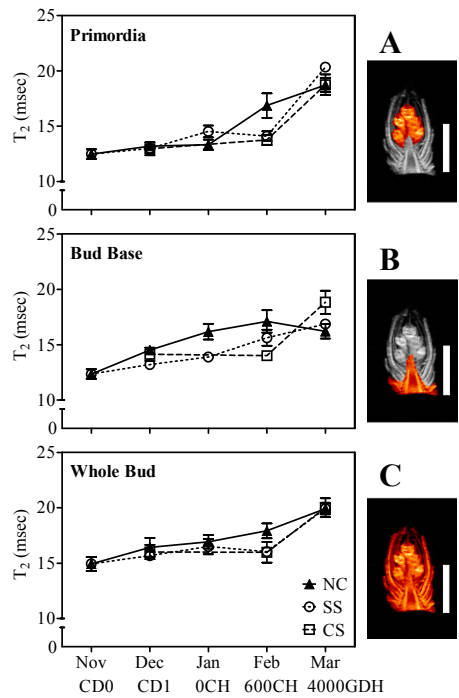 Primordia
A
25
20
15
10
0
T2 (msec)
Bud Base
B
25
20
15
10
0
T2 (msec)
Whole Bud
C
25
20
15
10
0
T2 (msec)
NC
SS
CS
Nov Dec Jan Feb Mar
CD0 CD1 0CH 600CH 4000GDH